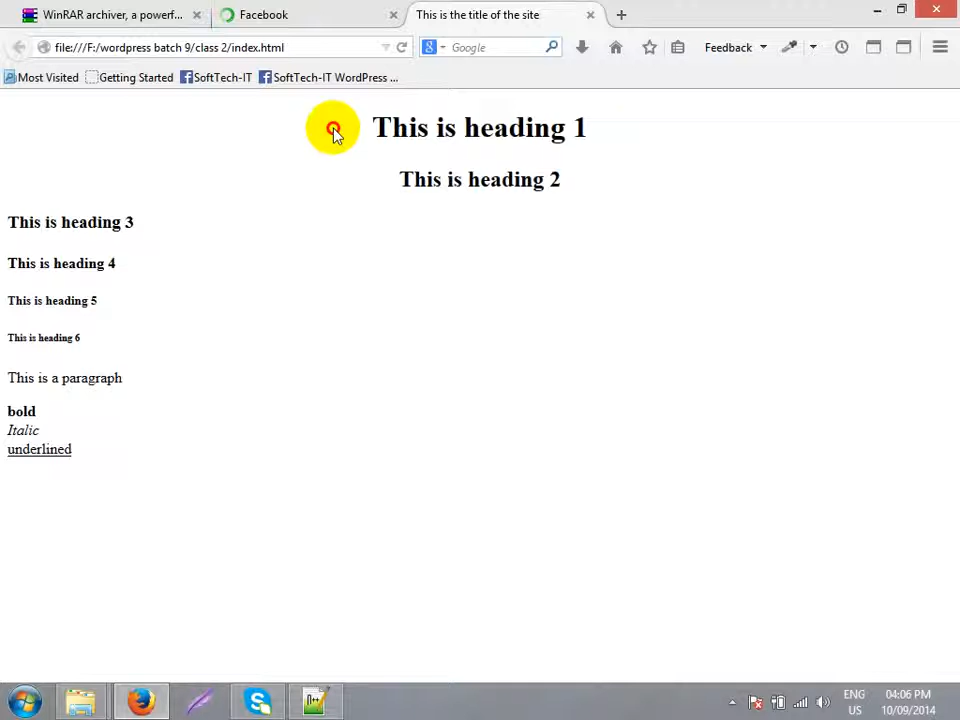 WinRAR archiver, a powerf...
Facebook
This is the title of the site
file:///F:/wordpress batch 9/class 2/index.html
Google
Feedback
Most Visited
Getting Started
SoftTech-IT
SoftTech-IT WordPress ...
This is heading 1
This is heading 2
This is heading 3
This is heading 4
This is heading 5
This is heading 6
This is a paragraph
bold
Italic
underlined
ENG
04:06 PM
US
10/09/2014